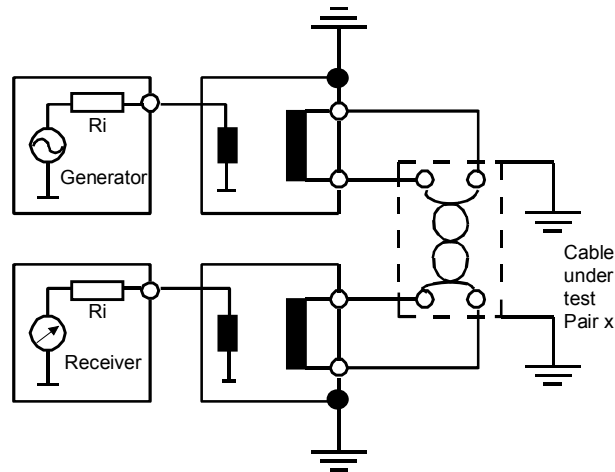 Ri
Generator
Cable
under
test
Pair x
Ri
Receiver